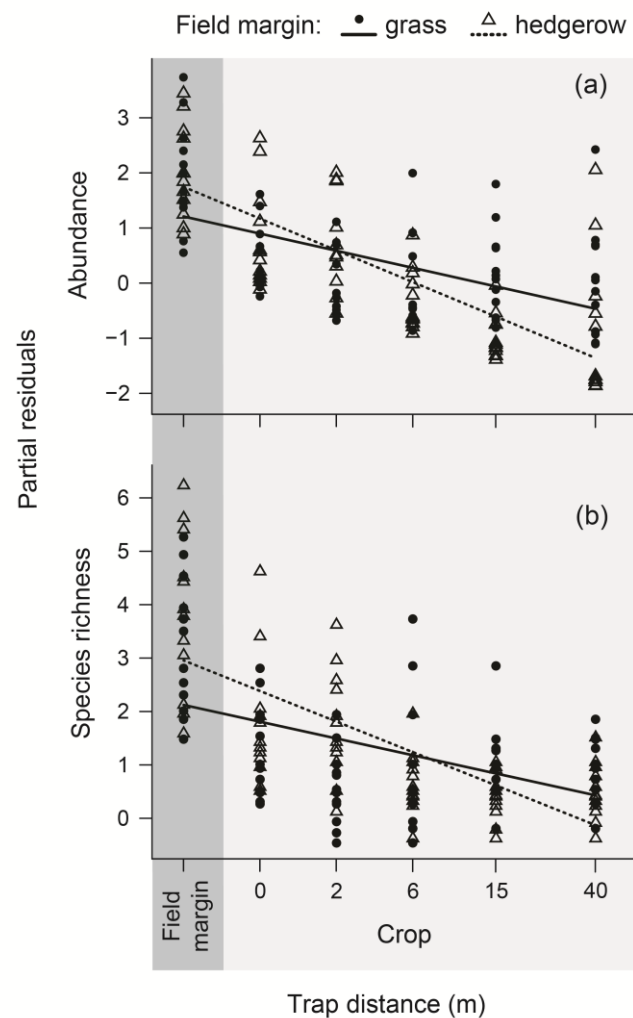 Field margin: grass hedgerow
(a)
3
2
1
0
−1
−2
Abundance
Partial residuals
(b)
6
5
4
3
2
1
0
Species richness
Field
margin
0 2 6 15 40
Crop
Trap distance (m)